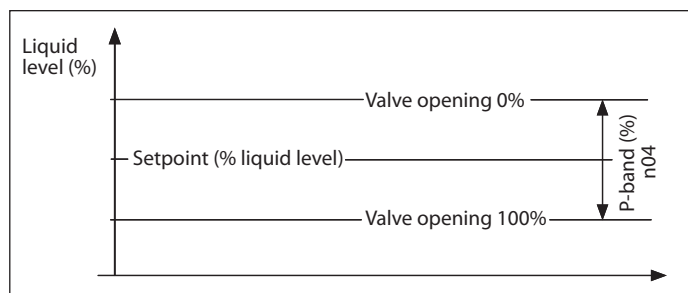 Liquid
level (%)
Valve opening 0%
Setpoint (% liquid level)
Valve opening 100%
P-band (%)
n04